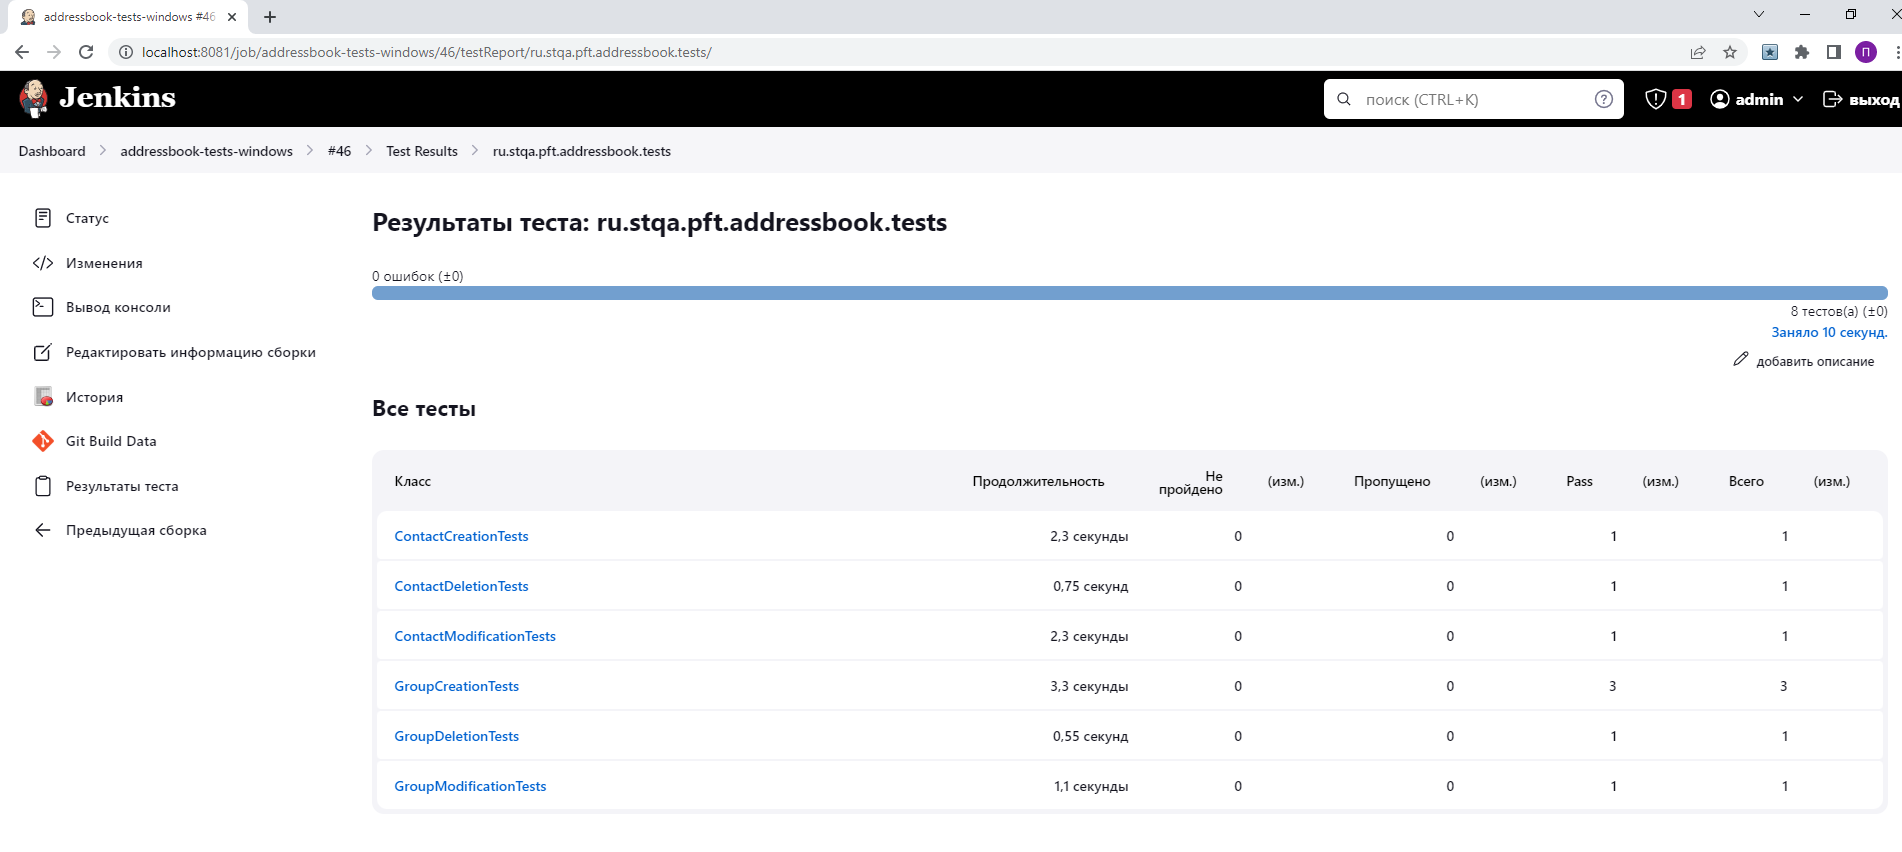 addressbook-tests-windows #46
localhost:8081/job/addressbook-tests-windows/46/testReport/ru.stqa.pft.addressbook.tests/
П
Jenkins
поиск (CTRL+K)
1
admin
выход
Dashboard
addressbook-tests-windows
#46
Test Results
ru.stqa.pft.addressbook.tests
Статус
Изменения
Вывод консоли
Редактировать информацию сборки
История
Git Build Data
Результаты теста
Предыдущая сборка
Результаты теста: ru.stqa.pft.addressbook.tests
0 ошибок (±0)
8 тестов(а) (±0)
Заняло 10 секунд.
добавить описание
Все тесты
Класс Продолжительность Не пройдено (изм.) Пропущено (изм.) Pass (изм.) Всего (изм.)
ContactCreationTests 2,3 секунды 0 0 1 1
ContactDeletionTests 0,75 секунд 0 0 1 1
ContactModificationTests 2,3 секунды 0 0 1 1
GroupCreationTests 3,3 секунды 0 0 3 3
GroupDeletionTests 0,55 секунд 0 0 1 1
GroupModificationTests 1,1 секунды 0 0 1 1